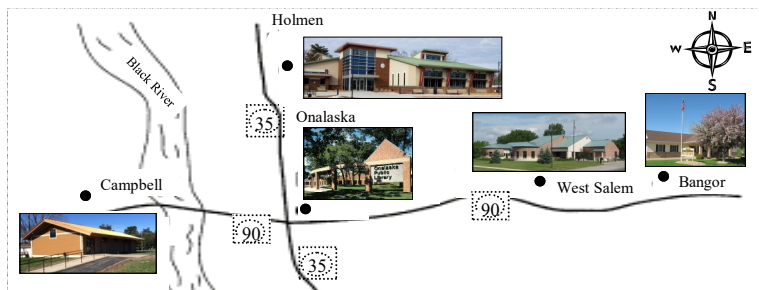 Holmen
N
W
E
S
Black River
35
Onalaska
Onalaska
Public
Library
Campbell
West Salem
Bangor
90
90
35